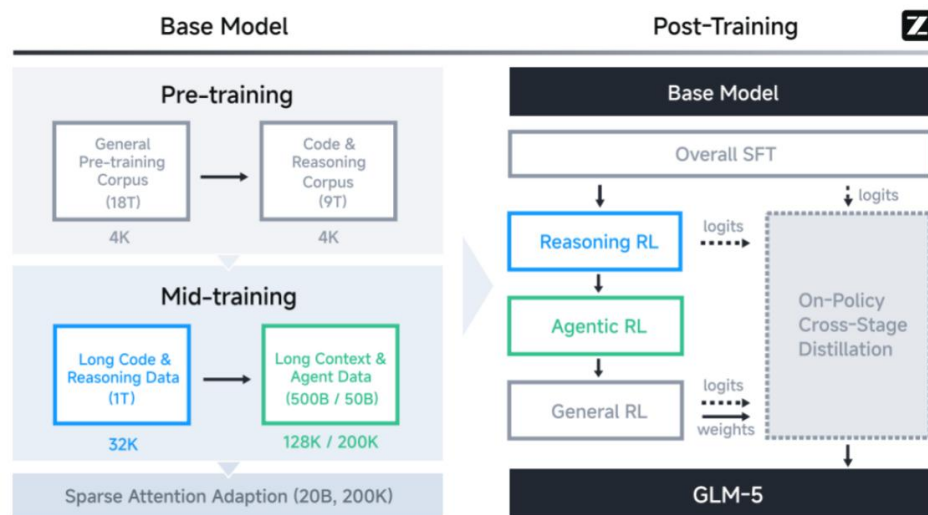 Base Model
Post-Training
Z
Pre-training
General
Pre-training
Corpus
(18T)
4K
Code &
Reasoning
Corpus
(9T)
4K
Mid-training
Long Code &
Reasoning Data
(1T)
32K
Long Context &
Agent Data
(500B / 50B)
128K / 200K
Sparse Attention Adaption (20B, 200K)
Base Model
Overall SFT
logits
Reasoning RL
logits
Agentic RL
General RL
logits
weights
On-Policy
Cross-Stage
Distillation
GLM-5